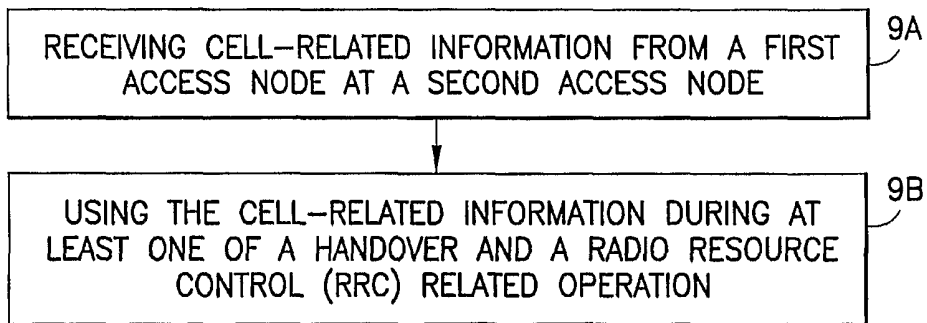 RECEIVING CELL–RELATED INFORMATION FROM A FIRST
ACCESS NODE AT A SECOND ACCESS NODE
9A
USING THE CELL–RELATED INFORMATION DURING AT
LEAST ONE OF A HANDOVER AND A RADIO RESOURCE
CONTROL (RRC) RELATED OPERATION
9B